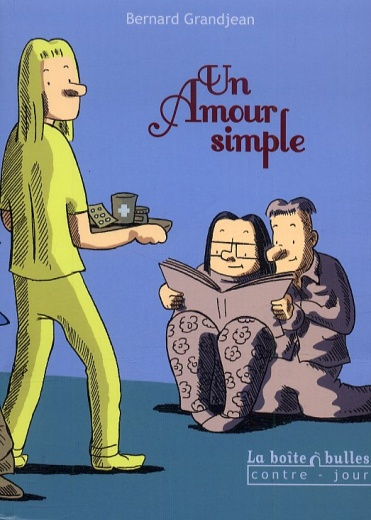 Bernard Grandjean
Un
Amour
simple
La boîte à bulles
contre - jour